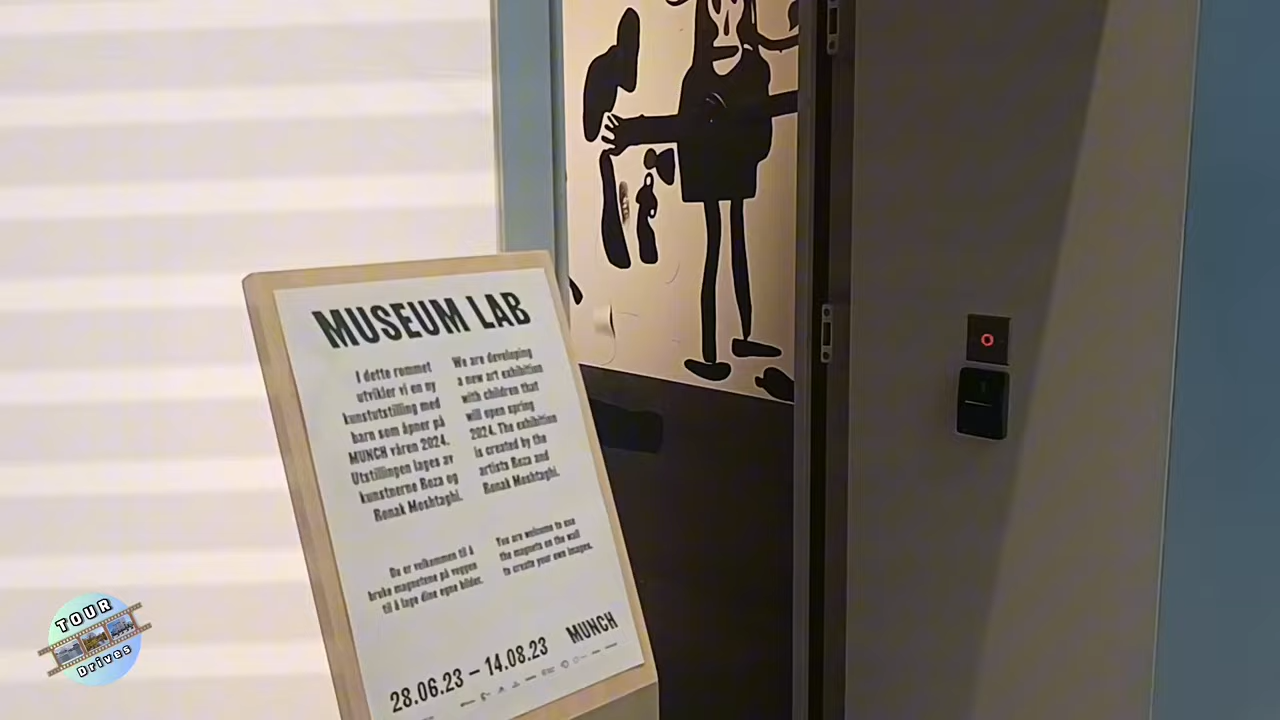 MUSEUM LAB
I dette rommet
utvikler vi en ny
kunstutstilling med
barn som åpner på
MUNCH våren 2024.
Utstillingen lages av
kunstnerne Reza og
Ronak Moshtaghi.
We are developing
a new art exhibition
with children that
will open spring
2024. The exhibition
is created by the
artists Reza and
Ronak Moshtaghi.
Du er velkommen til å
bruke magnetene på veggen
til å lage dine egne bilder.
You are welcome to use
the magnets on the wall
to create your own images.
28.06.23 – 14.08.23
MUNCH
TOUR
Drives